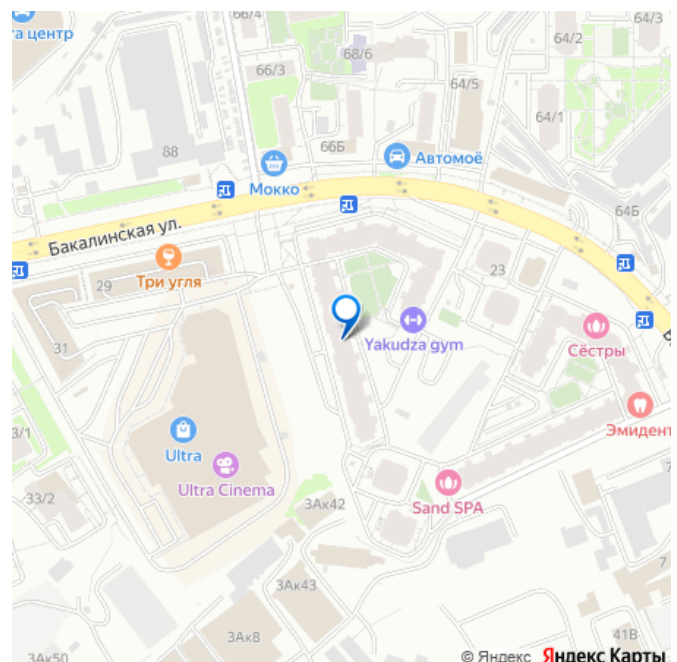 66/4
64/3
та центр
68/6
64/2
66/3
64/5
64/1
66Б
88
Автомоё
Мокко
64Б
Бакалинская ул.
23
Три угля
29
Yakudza gym
31
Сёстры
3/1
Эмидент
Ultra
Ultra Cinema
Sand SPA
33/2
3Ак42
7
3Ак43
3Ак8
41В
3Ак50
© Яндекс Яндекс Карты